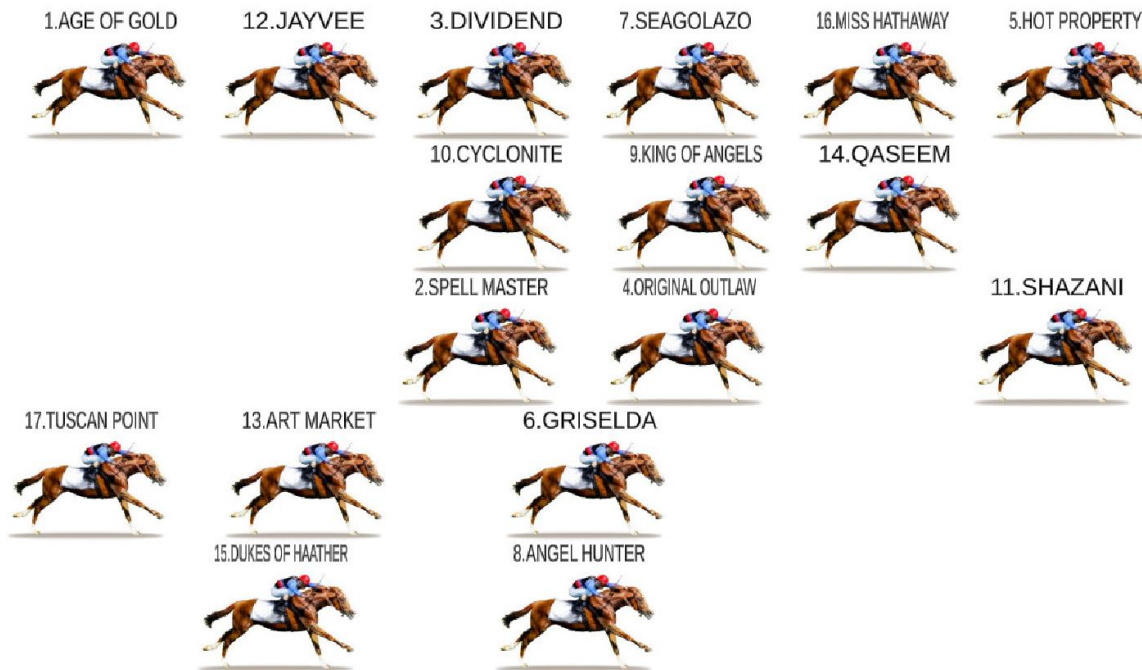 1.AGE OF GOLD 12.JAYVEE 3.DIVIDEND 7.SEAGOLAZO 16.MISS HATHAWAY 5.HOT PROPERTY
10.CYCLONITE 9.KING OF ANGELS 14.QASEEM
2.SPELL MASTER 4.ORIGINAL OUTLAW 11.SHAZANI
17.TUSCAN POINT 13.ART MARKET 6.GRISELDA
15.DUKES OF HAATHER 8.ANGEL HUNTER